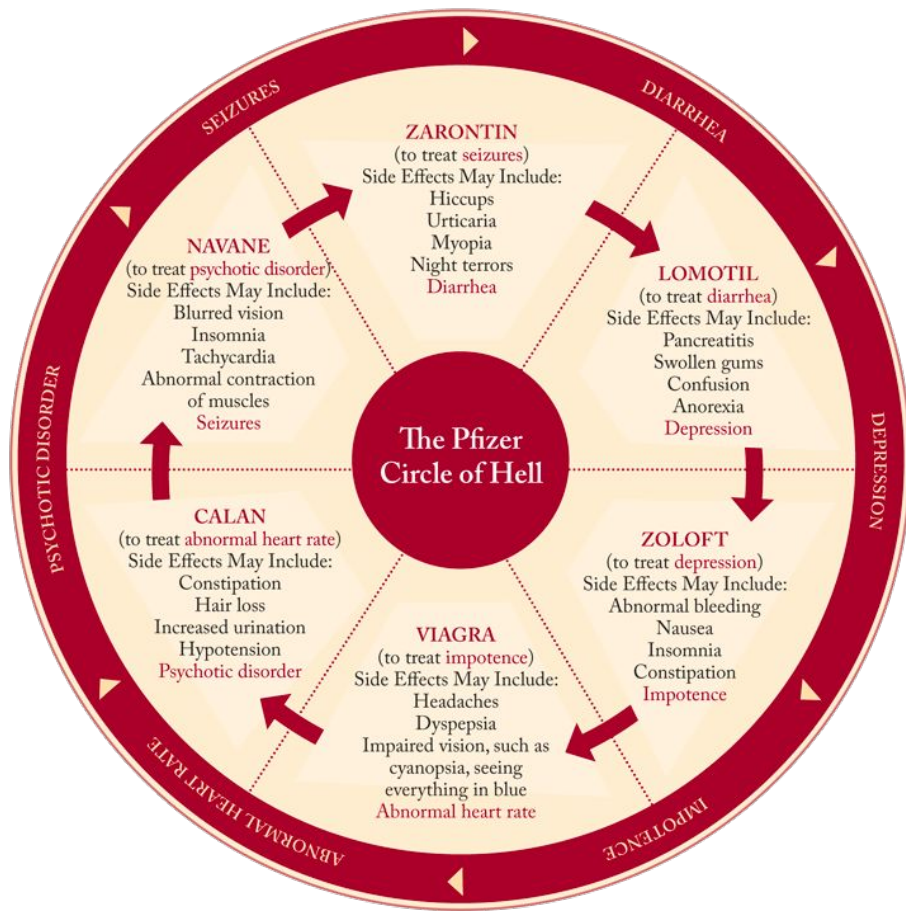 SEIZURES
DIARRHEA
DEPRESSION
IMPOTENCE
ABNORMAL HEART RATE
PSYCHOTIC DISORDER
ZARONTIN
(to treat seizures)
Side Effects May Include:
Hiccups
Urticaria
Myopia
Night terrors
Diarrhea
LOMOTIL
(to treat diarrhea)
Side Effects May Include:
Pancreatitis
Swollen gums
Confusion
Anorexia
Depression
ZOLOFT
(to treat depression)
Side Effects May Include:
Abnormal bleeding
Nausea
Insomnia
Constipation
Impotence
VIAGRA
(to treat impotence)
Side Effects May Include:
Headaches
Dyspepsia
Impaired vision, such as
cyanopsia, seeing
everything in blue
Abnormal heart rate
CALAN
(to treat abnormal heart rate)
Side Effects May Include:
Constipation
Hair loss
Increased urination
Hypotension
Psychotic disorder
NAVANE
(to treat psychotic disorder)
Side Effects May Include:
Blurred vision
Insomnia
Tachycardia
Abnormal contraction
of muscles
Seizures
The Pfizer
Circle of Hell